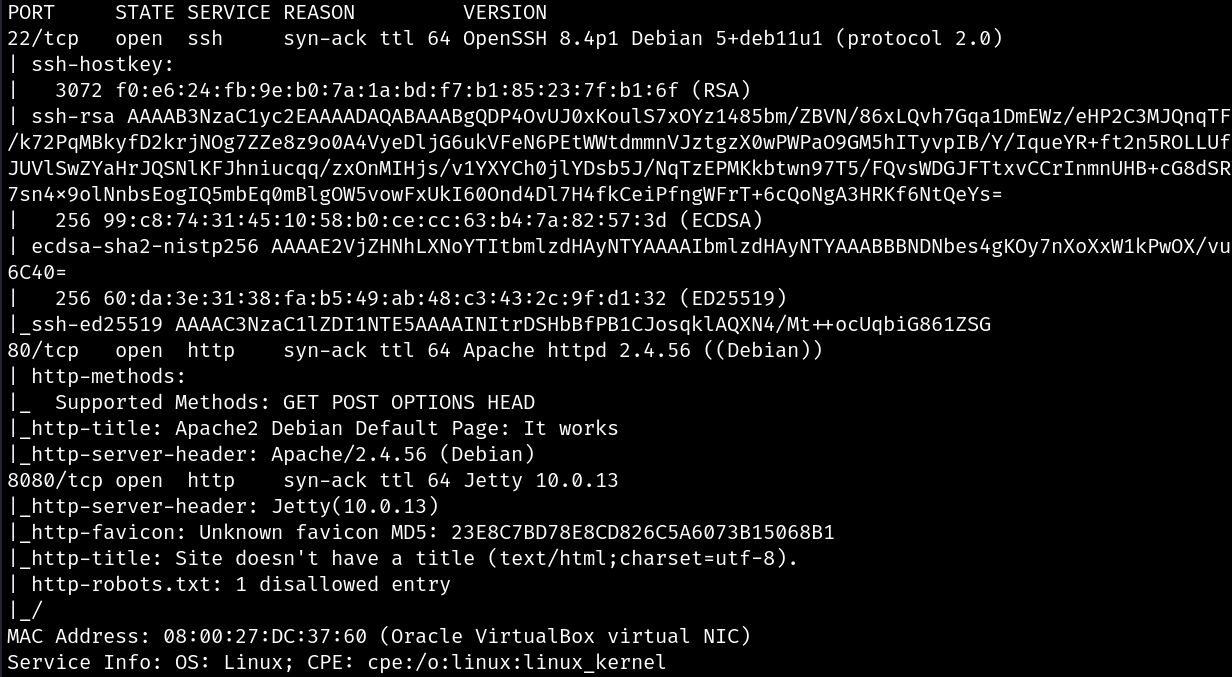 PORT     STATE SERVICE REASON         VERSION
22/tcp   open  ssh     syn-ack ttl 64 OpenSSH 8.4p1 Debian 5+deb11u1 (protocol 2.0)
| ssh-hostkey:
|   3072 f0:e6:24:fb:9e:b0:7a:1a:bd:f7:b1:85:23:7f:b1:6f (RSA)
| ssh-rsa AAAAB3NzaC1yc2EAAAADAQABAAABgQDP4OvUJ0xKoulS7xOYz1485bm/ZBVN/86xLQvh7Gqa1DmEWz/eHP2C3MJQnqTF
/k72PqMBkyfD2krjNOg7ZZe8z9o0A4VyeDljG6ukVFeN6PEtWWtdmmnVJztgzX0wPWPaO9GM5hITyvpIB/Y/IqueYR+ft2n5ROLLUf
JUVlSwZYaHrJQSNlKFJhniucqq/zxOnMIHjs/v1YXYCh0jlYDsb5J/NqTzEPMKkbtwn97T5/FQvsWDGJFTtxvCCrInmnUHB+cG8dSR
7sn4×9olNnbsEogIQ5mbEq0mBlgOW5vowFxUkI60Ond4Dl7H4fkCeiPfngWFrT+6cQoNgA3HRKf6NtQeYs=
|   256 99:c8:74:31:45:10:58:b0:ce:cc:63:b4:7a:82:57:3d (ECDSA)
| ecdsa-sha2-nistp256 AAAAE2VjZHNhLXNoYTItbmlzdHAyNTYAAAAIbmlzdHAyNTYAAABBBNDNbes4gKOy7nXoXxW1kPwOX/vu
6C40=
|   256 60:da:3e:31:38:fa:b5:49:ab:48:c3:43:2c:9f:d1:32 (ED25519)
|_ssh-ed25519 AAAAC3NzaC1lZDI1NTE5AAAAINItrDSHbBfPB1CJosqklAQXN4/Mt++ocUqbiG861ZSG
80/tcp   open  http    syn-ack ttl 64 Apache httpd 2.4.56 ((Debian))
| http-methods:
|_  Supported Methods: GET POST OPTIONS HEAD
|_http-title: Apache2 Debian Default Page: It works
|_http-server-header: Apache/2.4.56 (Debian)
8080/tcp open  http    syn-ack ttl 64 Jetty 10.0.13
|_http-server-header: Jetty(10.0.13)
|_http-favicon: Unknown favicon MD5: 23E8C7BD78E8CD826C5A6073B15068B1
|_http-title: Site doesn't have a title (text/html;charset=utf-8).
| http-robots.txt: 1 disallowed entry
|_/
MAC Address: 08:00:27:DC:37:60 (Oracle VirtualBox virtual NIC)
Service Info: OS: Linux; CPE: cpe:/o:linux:linux_kernel